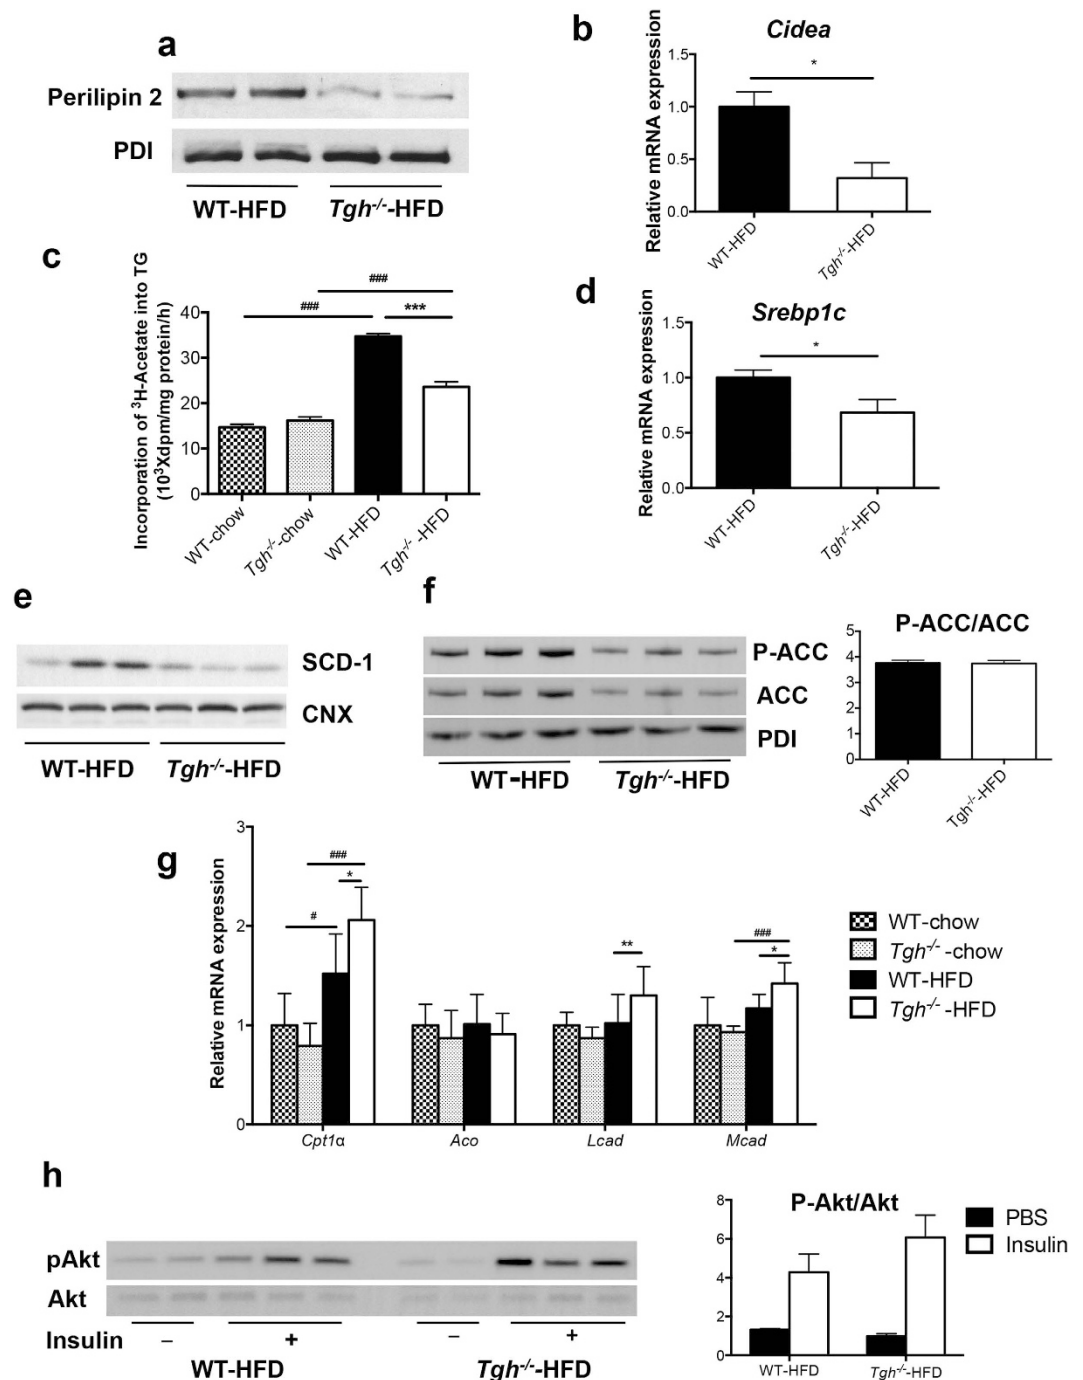 a
Perilipin 2
PDI
WT-HFD
Tgh-/--HFD
b
Cidea
Relative mRNA expression
1.5
1.0
0.5
0.0
*
WT-HFD
Tgh-/--HFD
c
Incorporation of 3H-Acetate into TG
(103Xdpm/mg protein/h)
40
30
20
10
0
###
###
***
WT-chow
Tgh-/--chow
WT-HFD
Tgh-/--HFD
d
Srebp1c
Relative mRNA expression
1.5
1.0
0.5
0.0
*
WT-HFD
Tgh-/--HFD
e
SCD-1
CNX
WT-HFD
Tgh-/--HFD
f
P-ACC
ACC
PDI
WT-HFD
Tgh-/--HFD
P-ACC/ACC
5
4
3
2
1
0
WT-HFD
Tgh-/--HFD
g
Relative mRNA expression
3
2
1
0
#
###
*
**
###
*
Cpt1α
Aco
Lcad
Mcad
WT-chow
Tgh-/- -chow
WT-HFD
Tgh-/- -HFD
h
pAkt
Akt
Insulin
–
+
–
+
WT-HFD
Tgh-/--HFD
P-Akt/Akt
8
6
4
2
0
WT-HFD
Tgh-/--HFD
PBS
Insulin